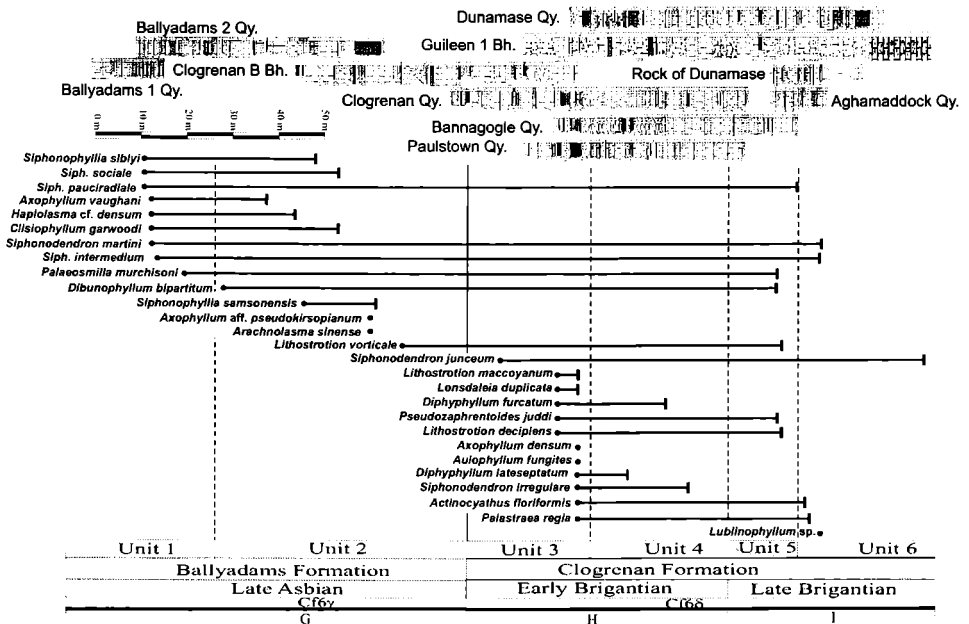 Dunamase Qy.
Ballyadams 2 Qy.
Guileen 1 Bh.
Clogrenan B Bh.
Rock of Dunamase
Ballyadams 1 Qy.
Clogrenan Qy.
Aghamaddock Qy.
Bannagogle Qy.
Paulstown Qy.
0 m 10 m 20 m 30 m 40 m 50 m
Siphonophyllia siblyi
Siph. sociale
Siph. pauciradiale
Axophyllum vaughani
Haplolasma cf. densum
Clisiophyllum garwoodi
Siphonodendron martini
Siph. intermedium
Palaeosmilia murchisoni
Dibunophyllum bipartitum
Siphonophyllia samsonensis
Axophyllum aff. pseudokirsopianum
Arachnolasma sinense
Lithostrotion vorticale
Siphonodendron junceum
Lithostrotion maccoyanum
Lonsdaleia duplicata
Diphyphyllum furcatum
Pseudozaphrentoides juddi
Lithostrotion decipiens
Axophyllum densum
Aulophyllum fungites
Diphyphyllum lateseptatum
Siphonodendron irregulare
Actinocyathus floriformis
Palastraea regia
Lublinophyllum sp.
Unit 1 Unit 2 Unit 3 Unit 4 Unit 5 Unit 6
Ballyadams Formation Clogrenan Formation
Late Asbian Early Brigantian Late Brigantian
Cf6γ Cf6δ
G H I